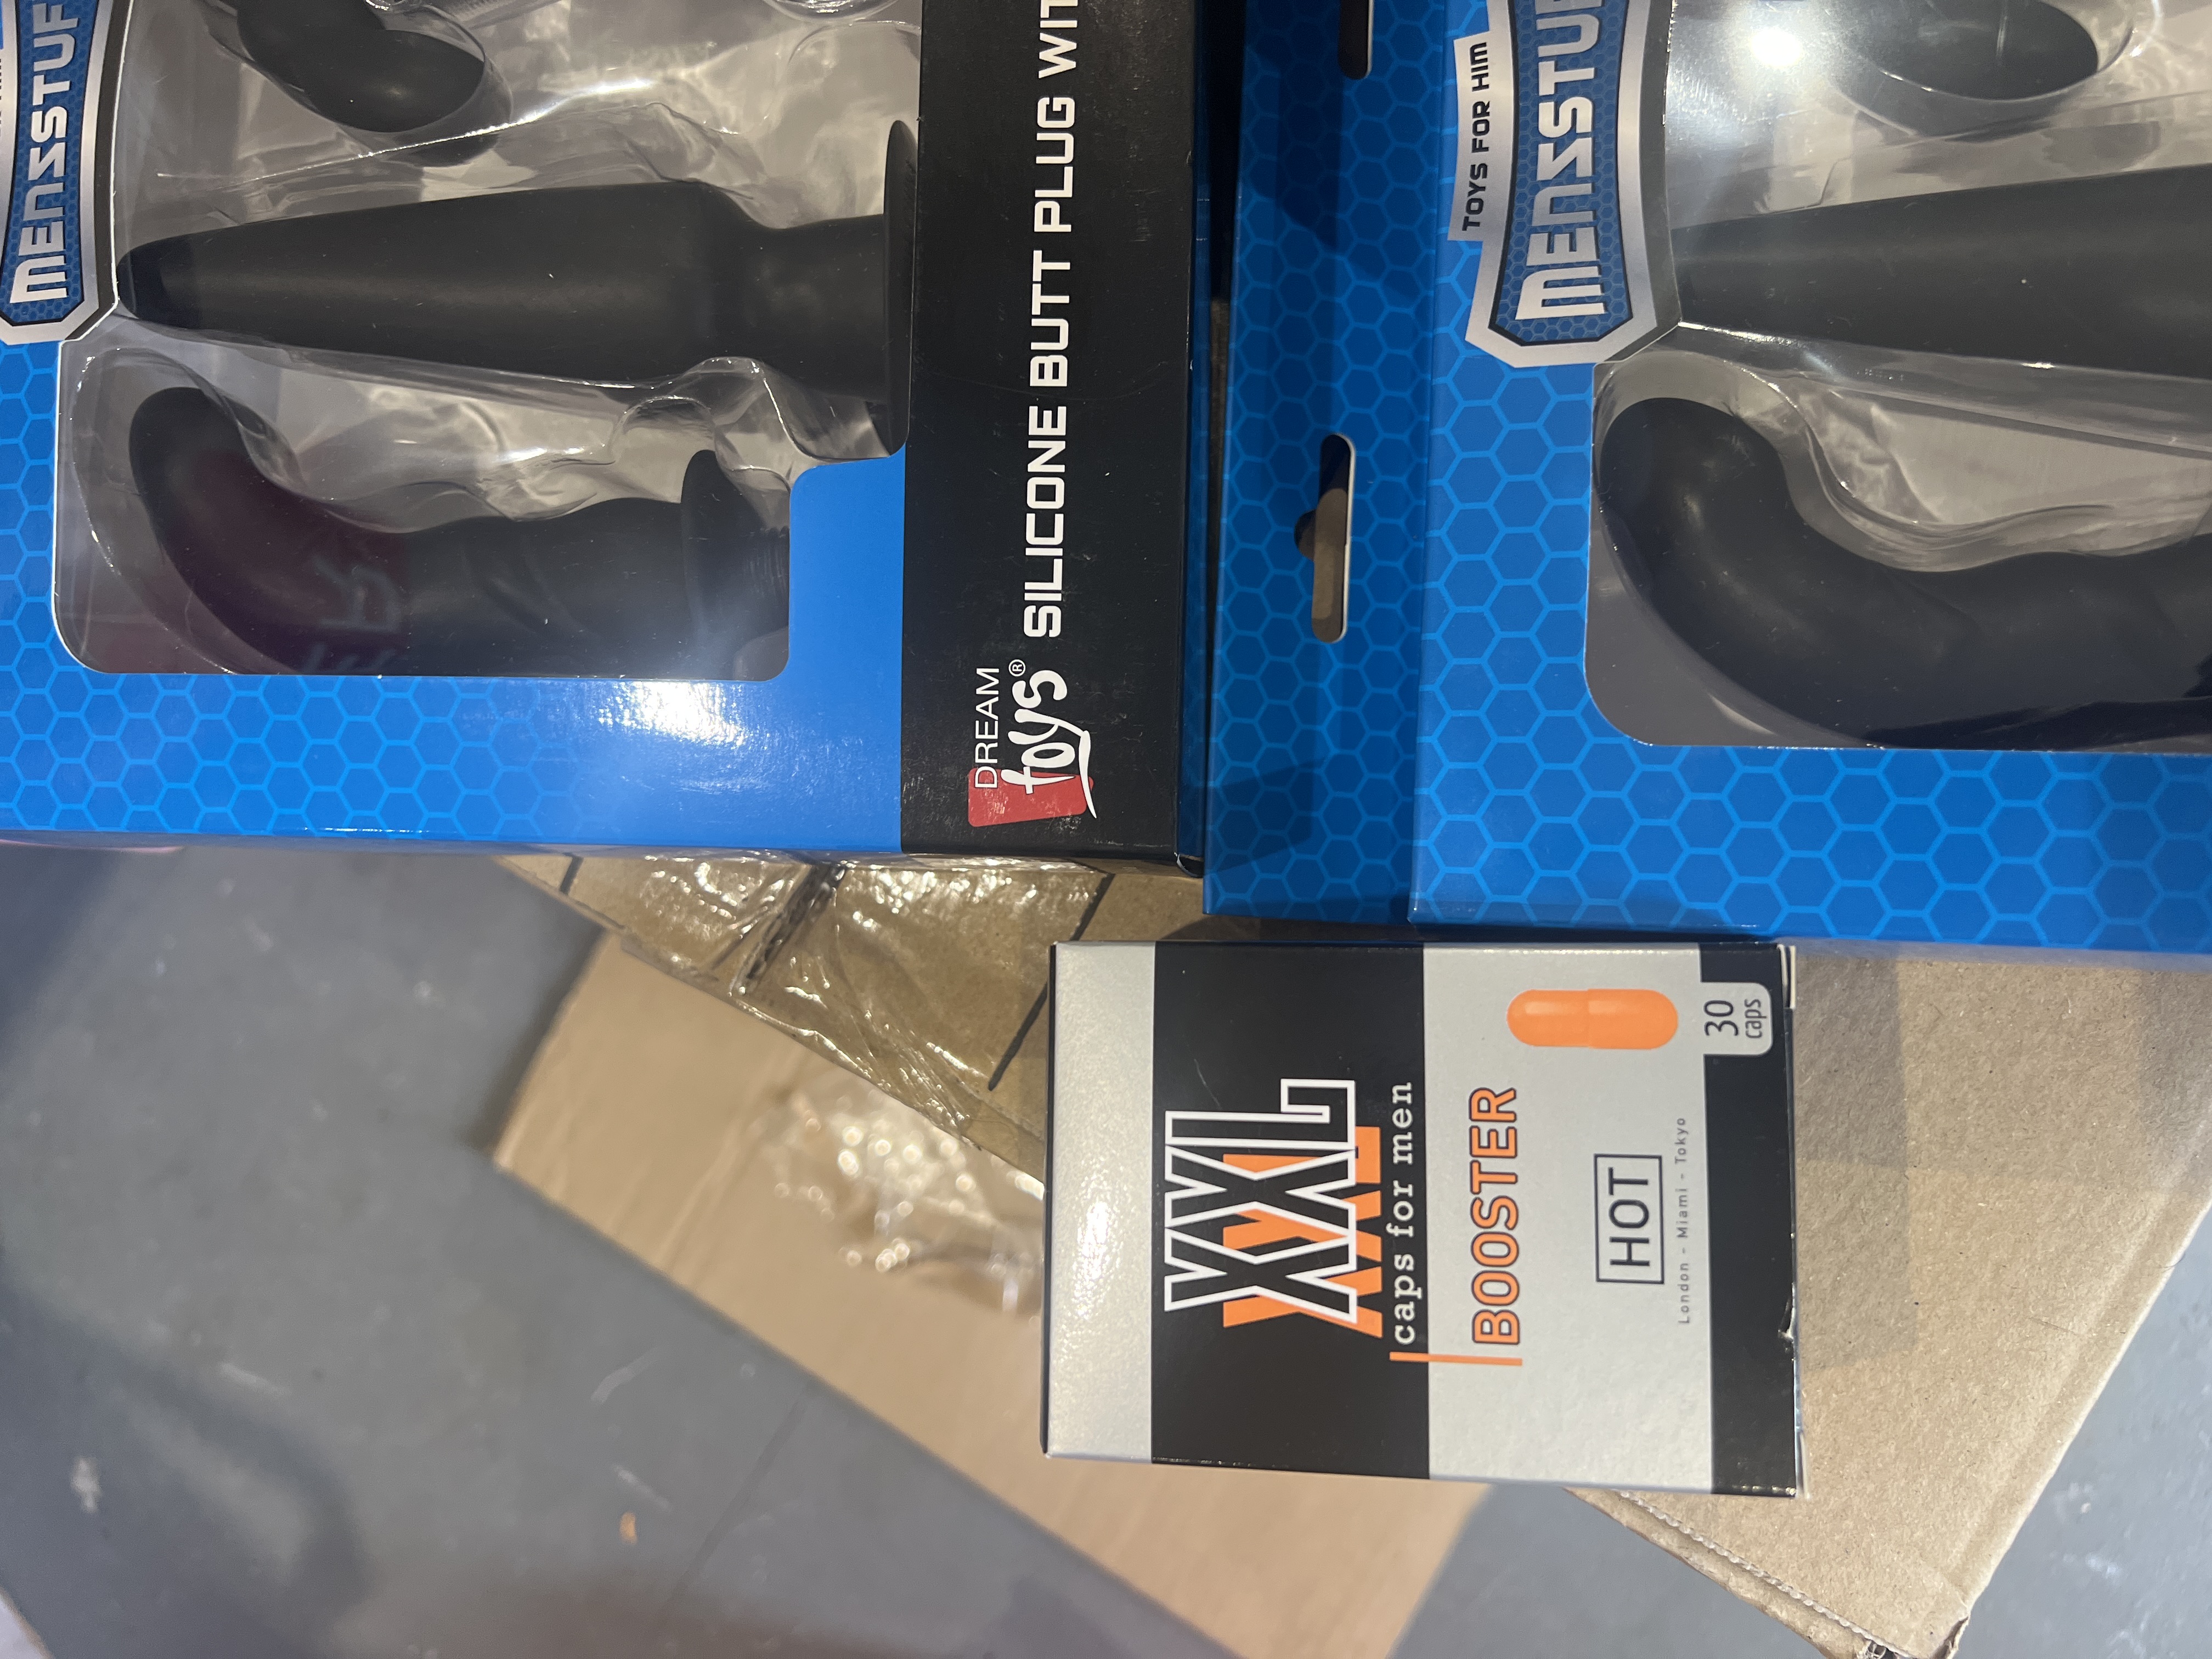 MENSSTUF
DREAM
toys®
SILICONE BUTT PLUG WIT
TOYS FOR HIM
MENSSTUF
XXL
caps for men
BOOSTER
HOT
London - Miami - Tokyo
30
caps